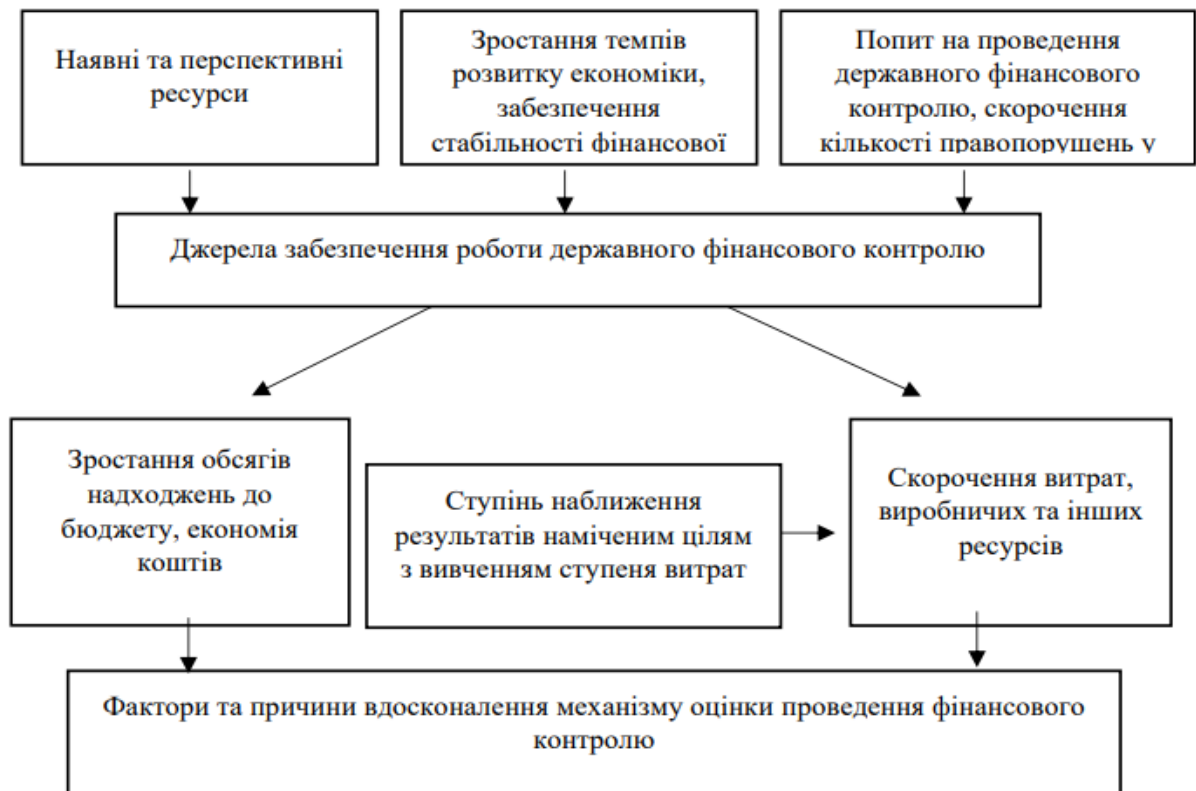 Наявні та перспективні
ресурси
Зростання темпів
розвитку економіки,
забезпечення
стабільності фінансової
Попит на проведення
державного фінансового
контролю, скорочення
кількості правопорушень у
Джерела забезпечення роботи державного фінансового контролю
Зростання обсягів
надходжень до
бюджету, економія
коштів
Ступінь наближення
результатів наміченим цілям
з вивченням ступеня витрат
Скорочення витрат,
виробничих та інших
ресурсів
Фактори та причини вдосконалення механізму оцінки проведення фінансового
контролю